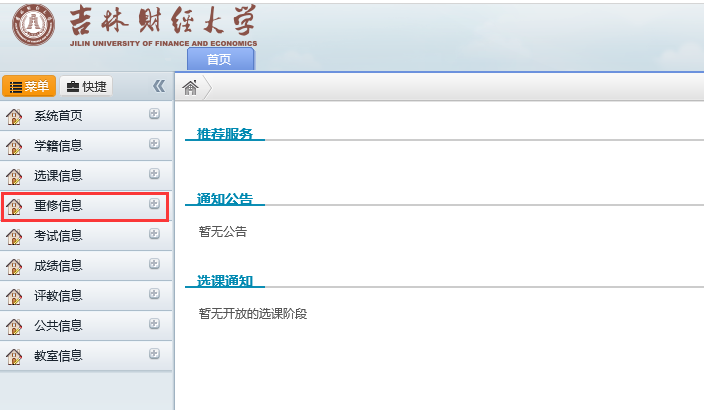 吉林财经大学
JILIN UNIVERSITY OF FINANCE AND ECONOMICS
首页
菜单 快捷
系统首页
学籍信息
选课信息
重修信息
考试信息
成绩信息
评教信息
公共信息
教室信息
推荐服务
通知公告
暂无公告
选课通知
暂无开放的选课阶段